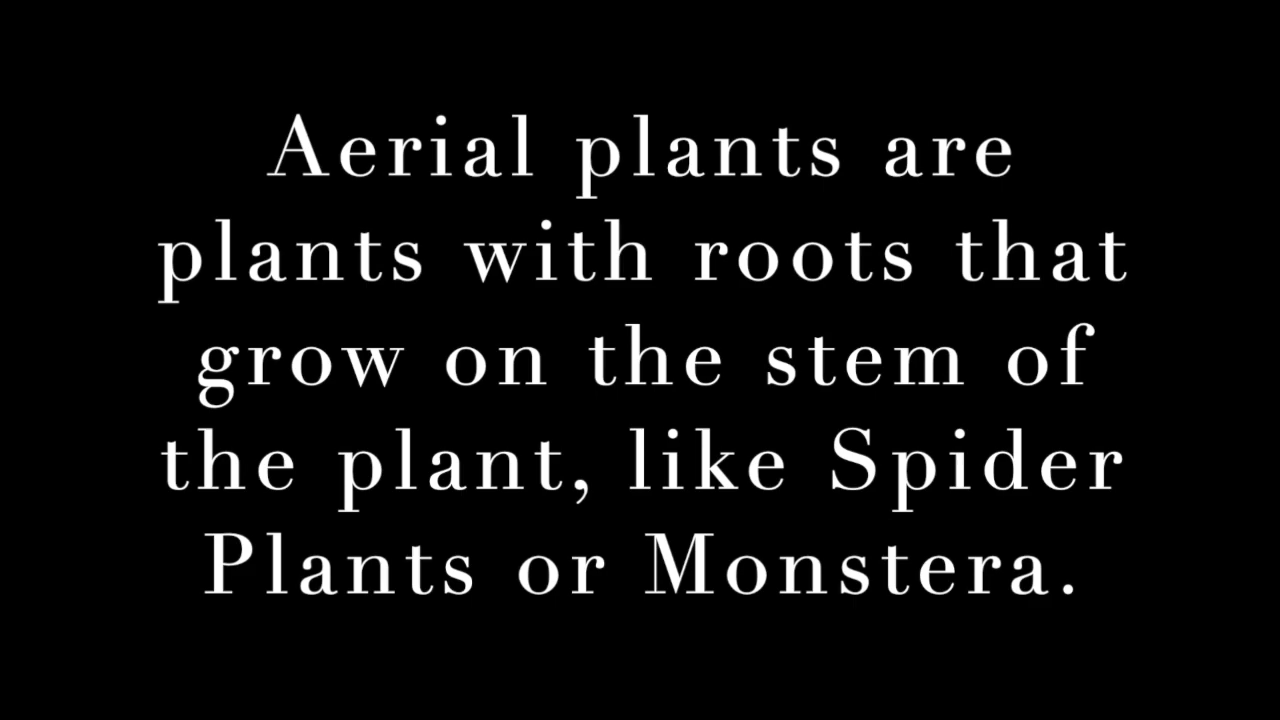 Aerial plants are
plants with roots that
grow on the stem of
the plant, like Spider
Plants or Monstera.